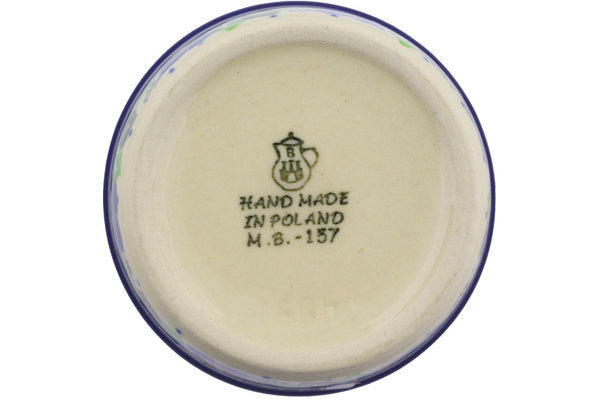 B
HAND MADE
IN POLAND
M.B.-157